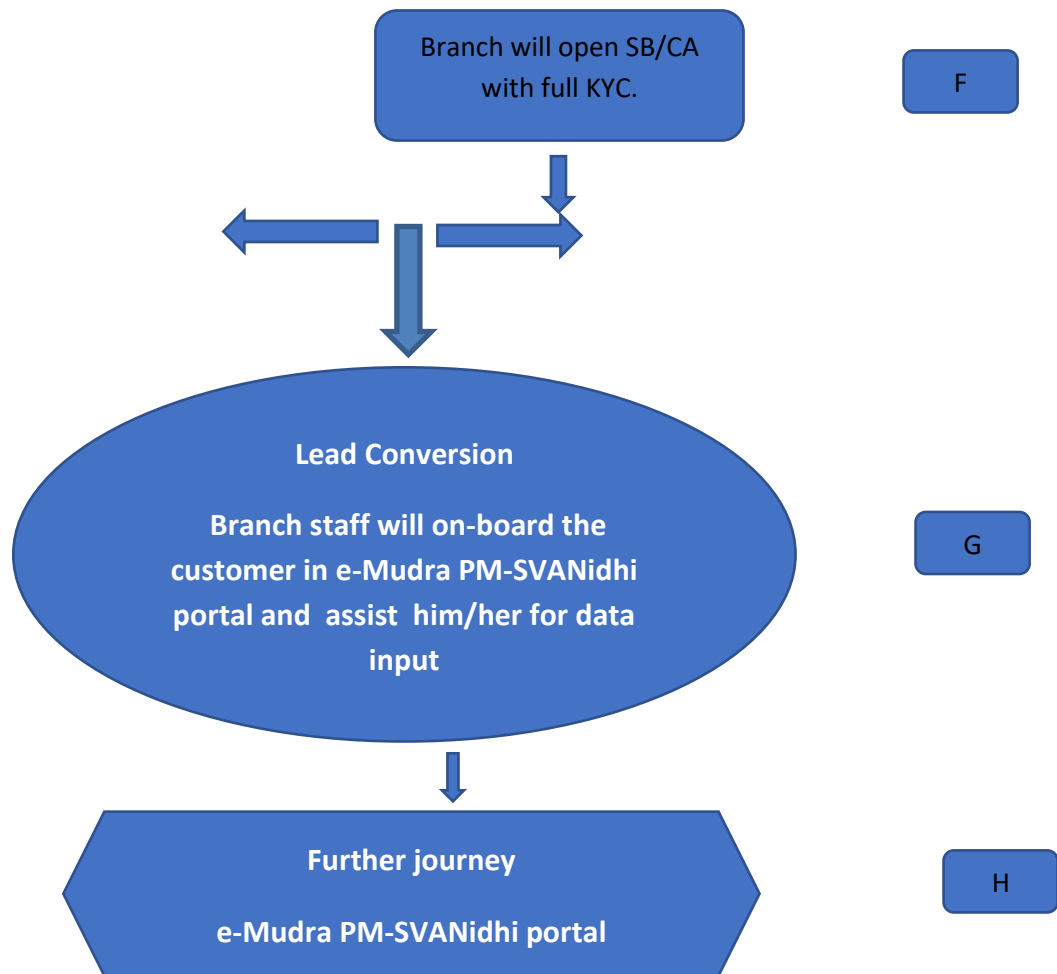 Branch will open SB/CA
with full KYC.
F
Lead Conversion
Branch staff will on-board the
customer in e-Mudra PM-SVANidhi
portal and  assist  him/her for data
input
G
Further journey
e-Mudra PM-SVANidhi portal
H